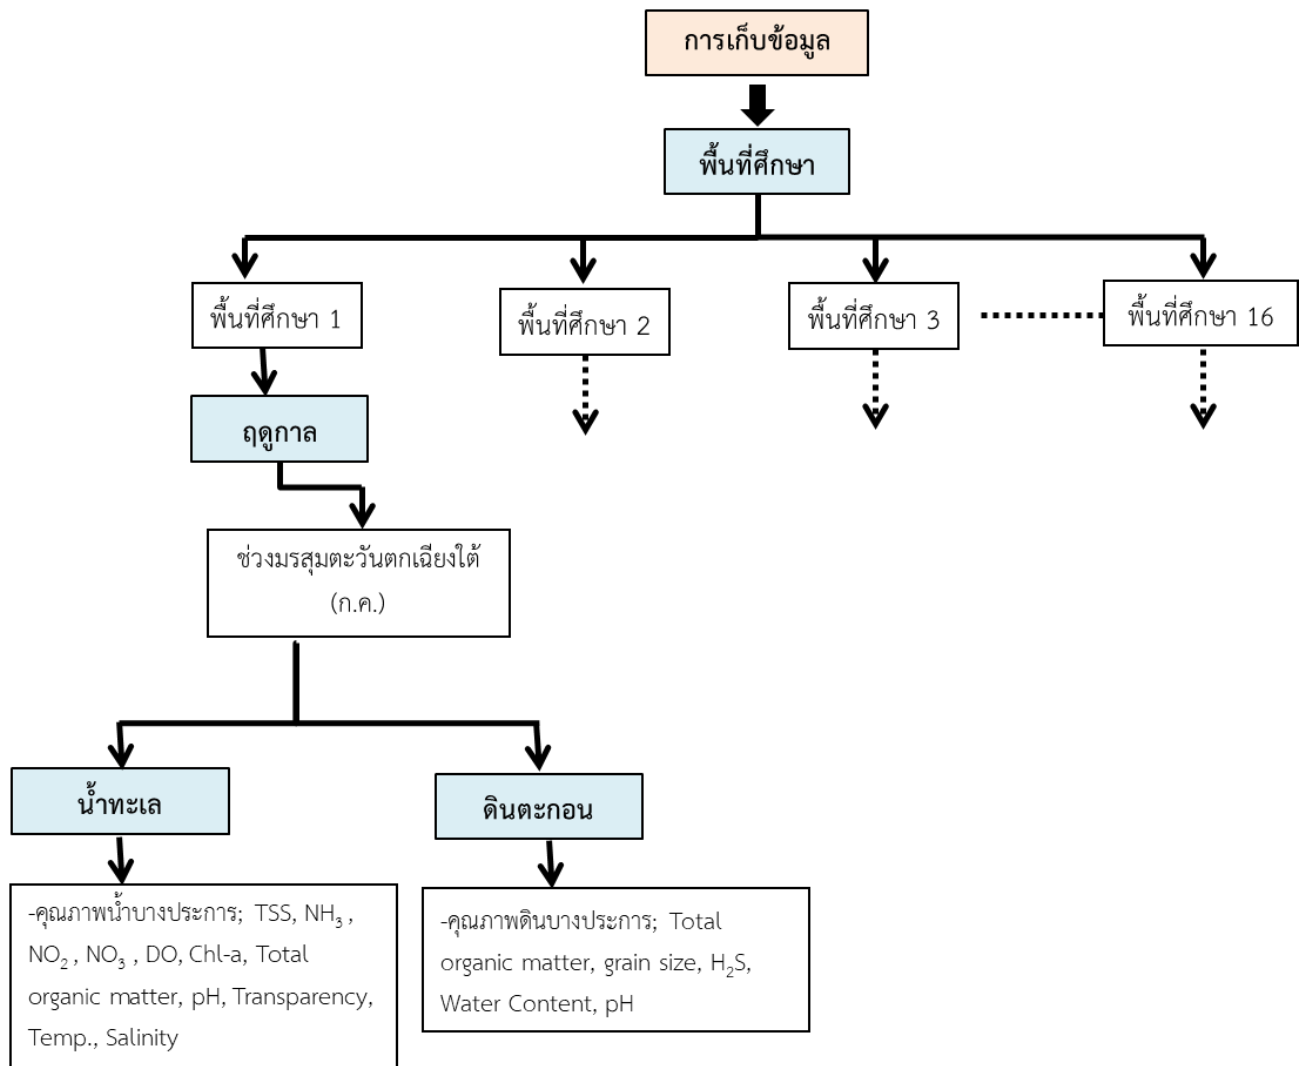 การเก็บข้อมูล
พื้นที่ศึกษา
พื้นที่ศึกษา 1
พื้นที่ศึกษา 2
พื้นที่ศึกษา 3
พื้นที่ศึกษา 16
ฤดูกาล
ช่วงมรสุมตะวันตกเฉียงใต้
(ก.ค.)
น้ำทะเล
ดินตะกอน
-คุณภาพน้ำบางประการ; TSS, NH₃ ,
NO₂ , NO₃ , DO, Chl-a, Total
organic matter, pH, Transparency,
Temp., Salinity
-คุณภาพดินบางประการ; Total
organic matter, grain size, H₂S,
Water Content, pH